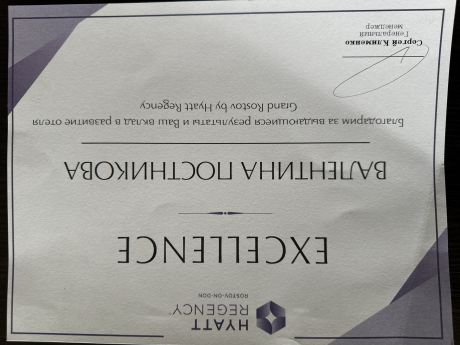 HYATT
REGENCY™
ROSTOV-ON-DON
EXCELLENCE
ВАЛЕНТИНА ПОСТНИКОВА
Благодарим за выдающиеся результаты и Ваш вклад в развитие отеля
Grand Rostov by Hyatt Regency
Сергей Клименко
Генеральный
менеджер